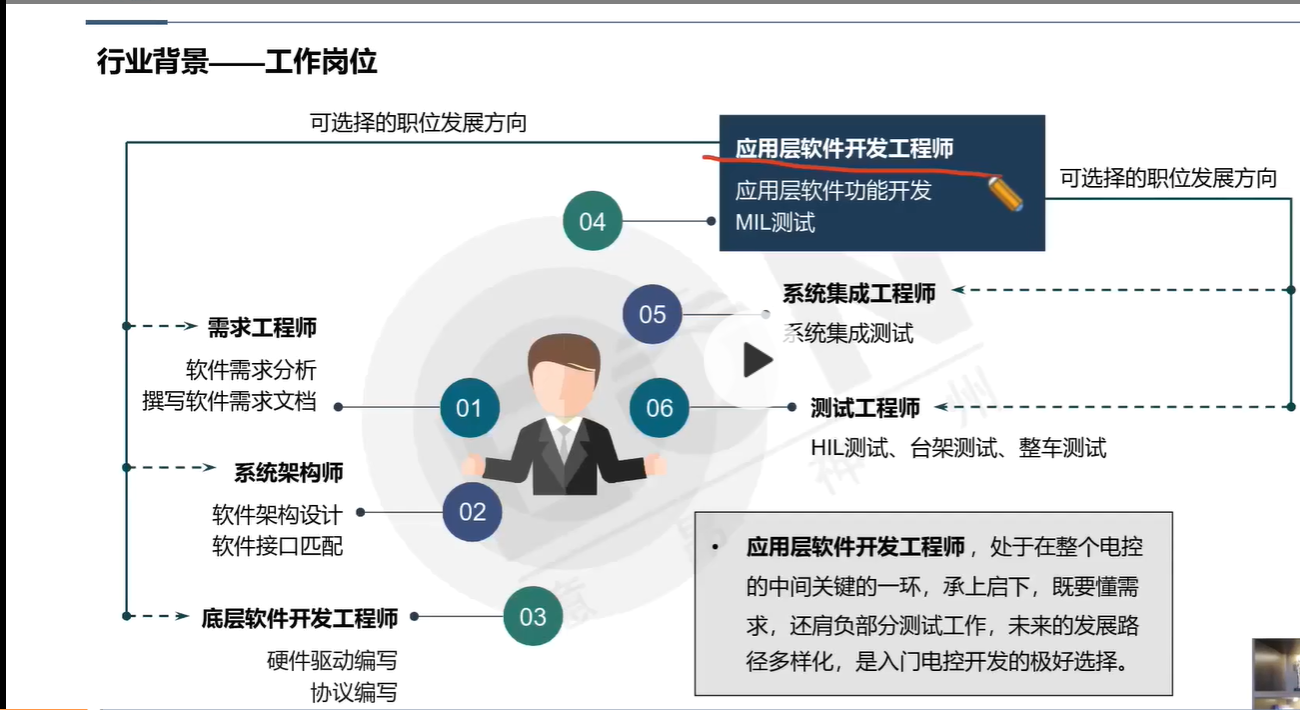 行业背景——工作岗位
可选择的职位发展方向
应用层软件开发工程师
应用层软件功能开发
MIL测试
可选择的职位发展方向
04
05
系统集成工程师
系统集成测试
需求工程师
软件需求分析
撰写软件需求文档
01
06
测试工程师
HIL测试、台架测试、整车测试
系统架构师
软件架构设计
软件接口匹配
02
底层软件开发工程师
03
硬件驱动编写
协议编写
• 应用层软件开发工程师，处于在整个电控
的中间关键的一环，承上启下，既要懂需
求，还肩负部分测试工作，未来的发展路
径多样化，是入门电控开发的极好选择。
神州